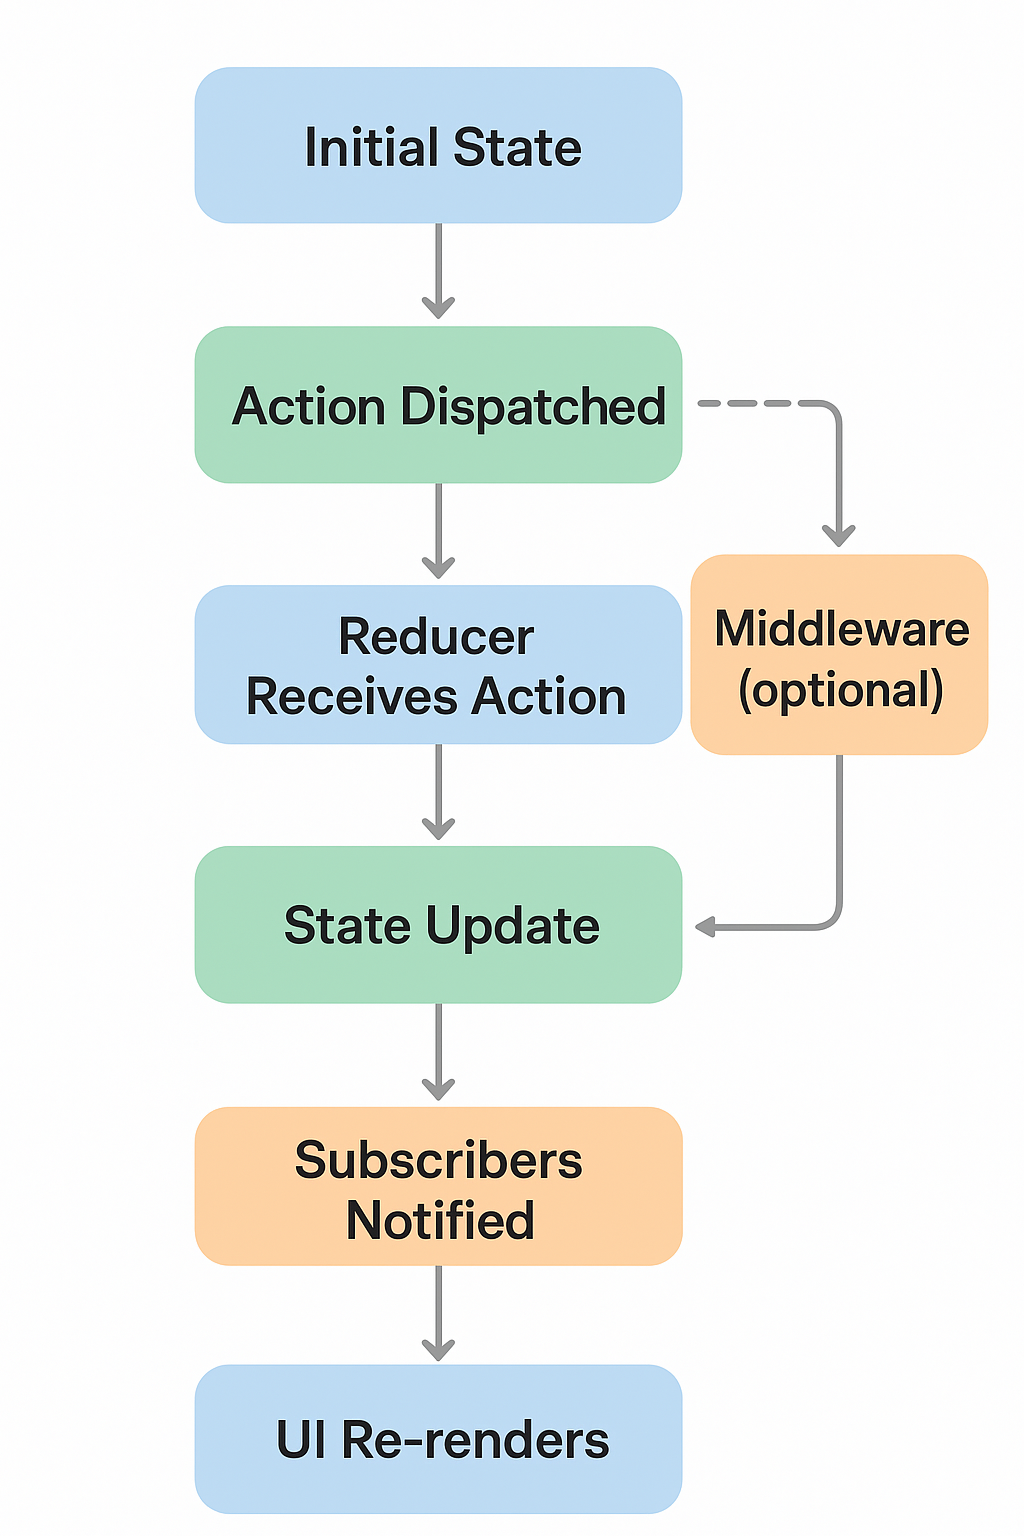 Initial State
Action Dispatched
Reducer
Receives Action
Middleware
(optional)
State Update
Subscribers
Notified
UI Re-renders